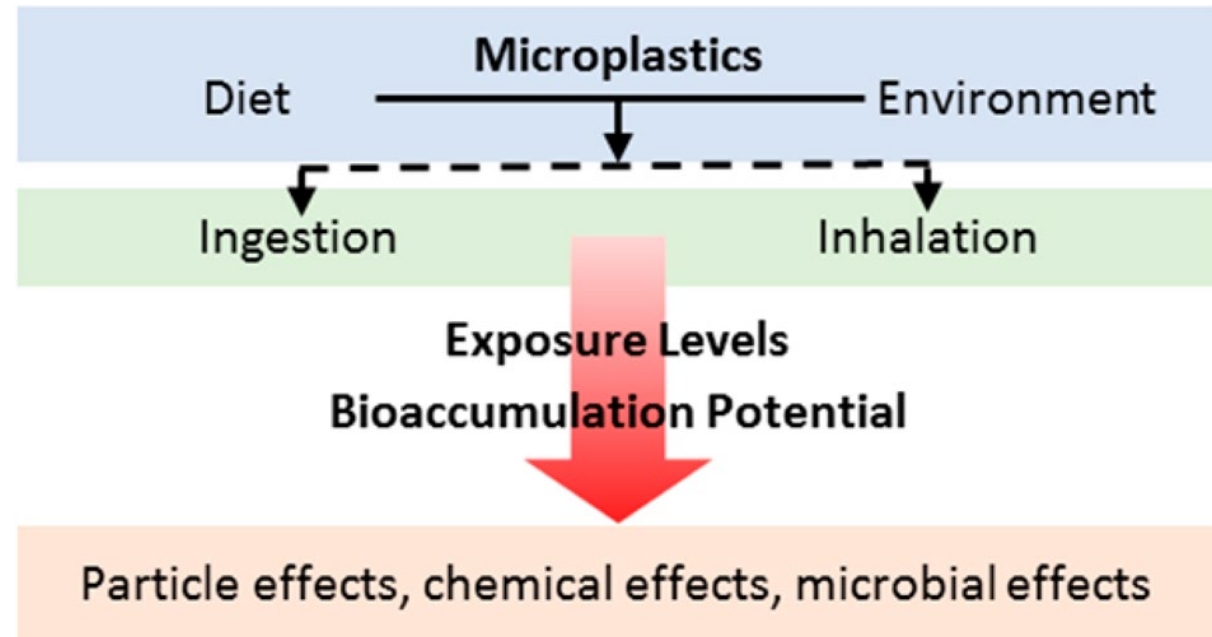 Microplastics
Diet Environment
Ingestion Inhalation
Exposure Levels
Bioaccumulation Potential
Particle effects, chemical effects, microbial effects